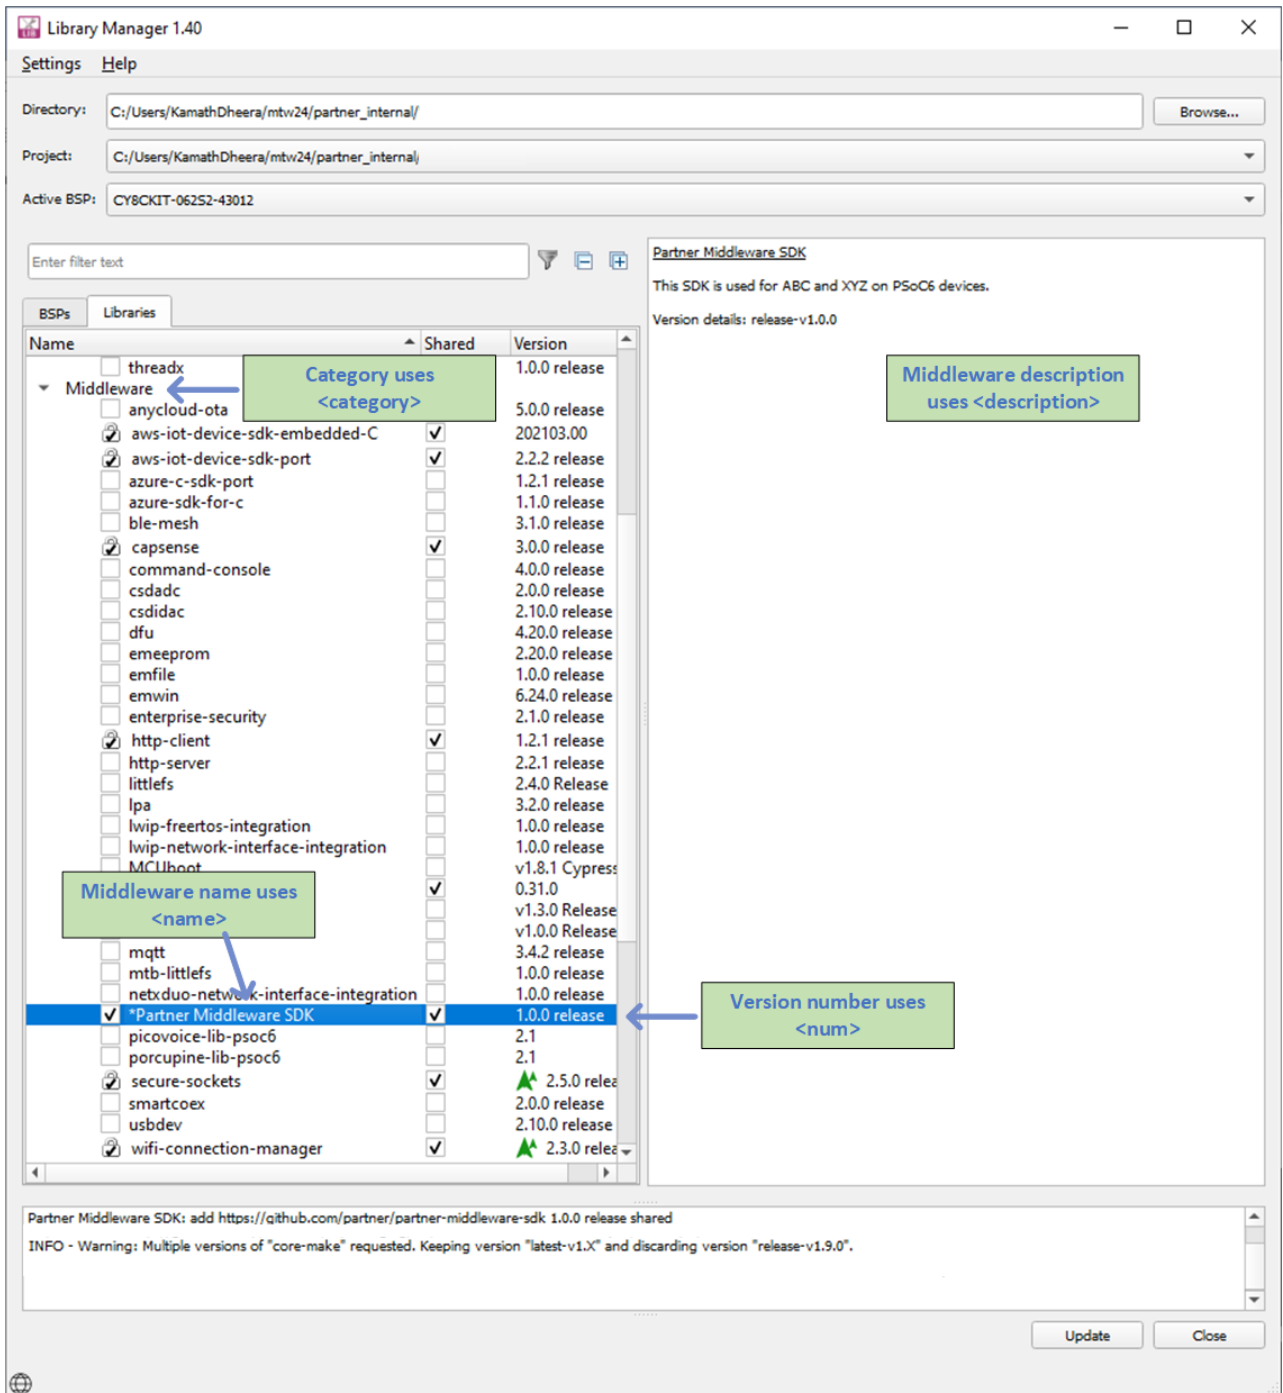 Library Manager 1.40
Settings Help
Directory: C:/Users/KamathDheera/mtw24/partner_internal/ Browse...
Project: C:/Users/KamathDheera/mtw24/partner_internal/
Active BSP: CY8CKIT-062S2-43012
Enter filter text
BSPs Libraries
Name Shared Version
threadx 1.0.0 release
Middleware
anycloud-ota 5.0.0 release
aws-iot-device-sdk-embedded-C 202103.00
aws-iot-device-sdk-port 2.2.2 release
azure-c-sdk-port 1.2.1 release
azure-sdk-for-c 1.1.0 release
ble-mesh 3.1.0 release
capsense 3.0.0 release
command-console 4.0.0 release
csdadc 2.0.0 release
csdidac 2.10.0 release
dfu 4.20.0 release
emeeprom 2.20.0 release
emfile 1.0.0 release
emwin 6.24.0 release
enterprise-security 2.1.0 release
http-client 1.2.1 release
http-server 2.2.1 release
littlefs 2.4.0 Release
lpa 3.2.0 release
lwip-freertos-integration 1.0.0 release
lwip-network-interface-integration 1.0.0 release
MCUboot v1.8.1 Cypress
0.31.0
v1.3.0 Release
v1.0.0 Release
mqtt 3.4.2 release
mtb-littlefs 1.0.0 release
netxduo-network-interface-integration 1.0.0 release
*Partner Middleware SDK 1.0.0 release
picovoice-lib-psoc6 2.1
porcupine-lib-psoc6 2.1
secure-sockets 2.5.0 relea
smartcoex 2.0.0 release
usbdev 2.10.0 release
wifi-connection-manager 2.3.0 relea
Category uses
<category>
Middleware name uses
<name>
Version number uses
<num>
Partner Middleware SDK
This SDK is used for ABC and XYZ on PSoC6 devices.
Version details: release-v1.0.0
Middleware description
uses <description>
Partner Middleware SDK: add https://github.com/partner/partner-middleware-sdk 1.0.0 release shared
INFO - Warning: Multiple versions of "core-make" requested. Keeping version "latest-v1.X" and discarding version "release-v1.9.0".
Update Close